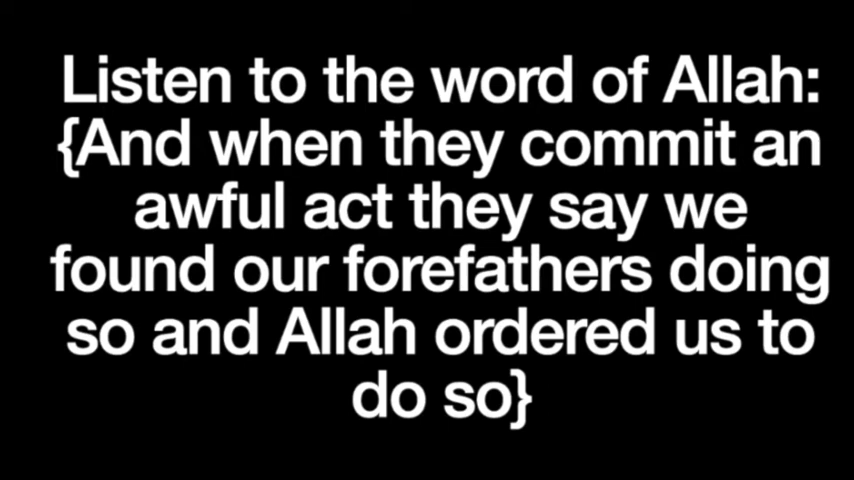 Listen to the word of Allah:
{And when they commit an
awful act they say we
found our forefathers doing
so and Allah ordered us to
do so}